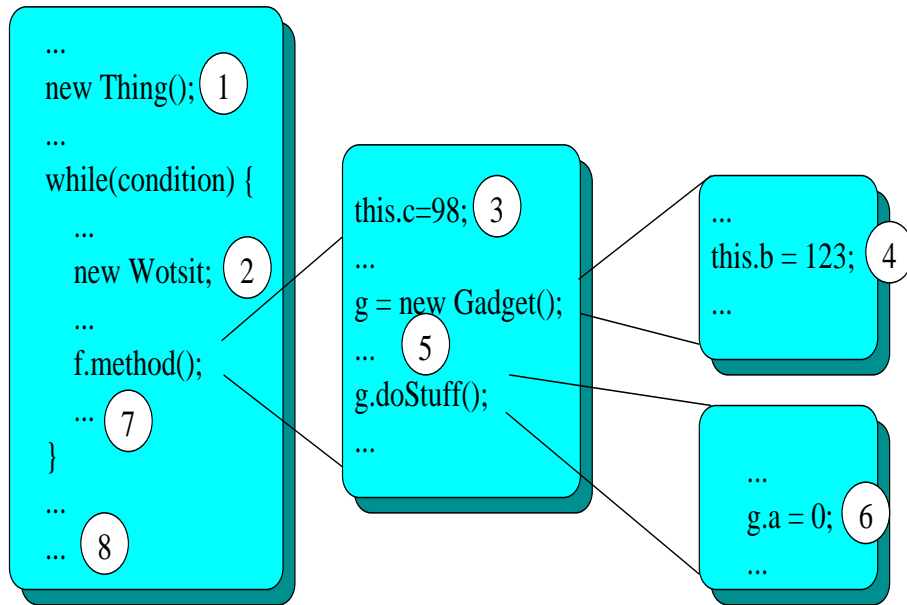 ...
new Thing(); 1
...
while(condition) {
...
new Wotsit; 2
...
f.method();
... 7
}
...
... 8
this.c=98; 3
...
g = new Gadget();
... 5
g.doStuff();
...
...
this.b = 123; 4
...
...
g.a = 0; 6
...